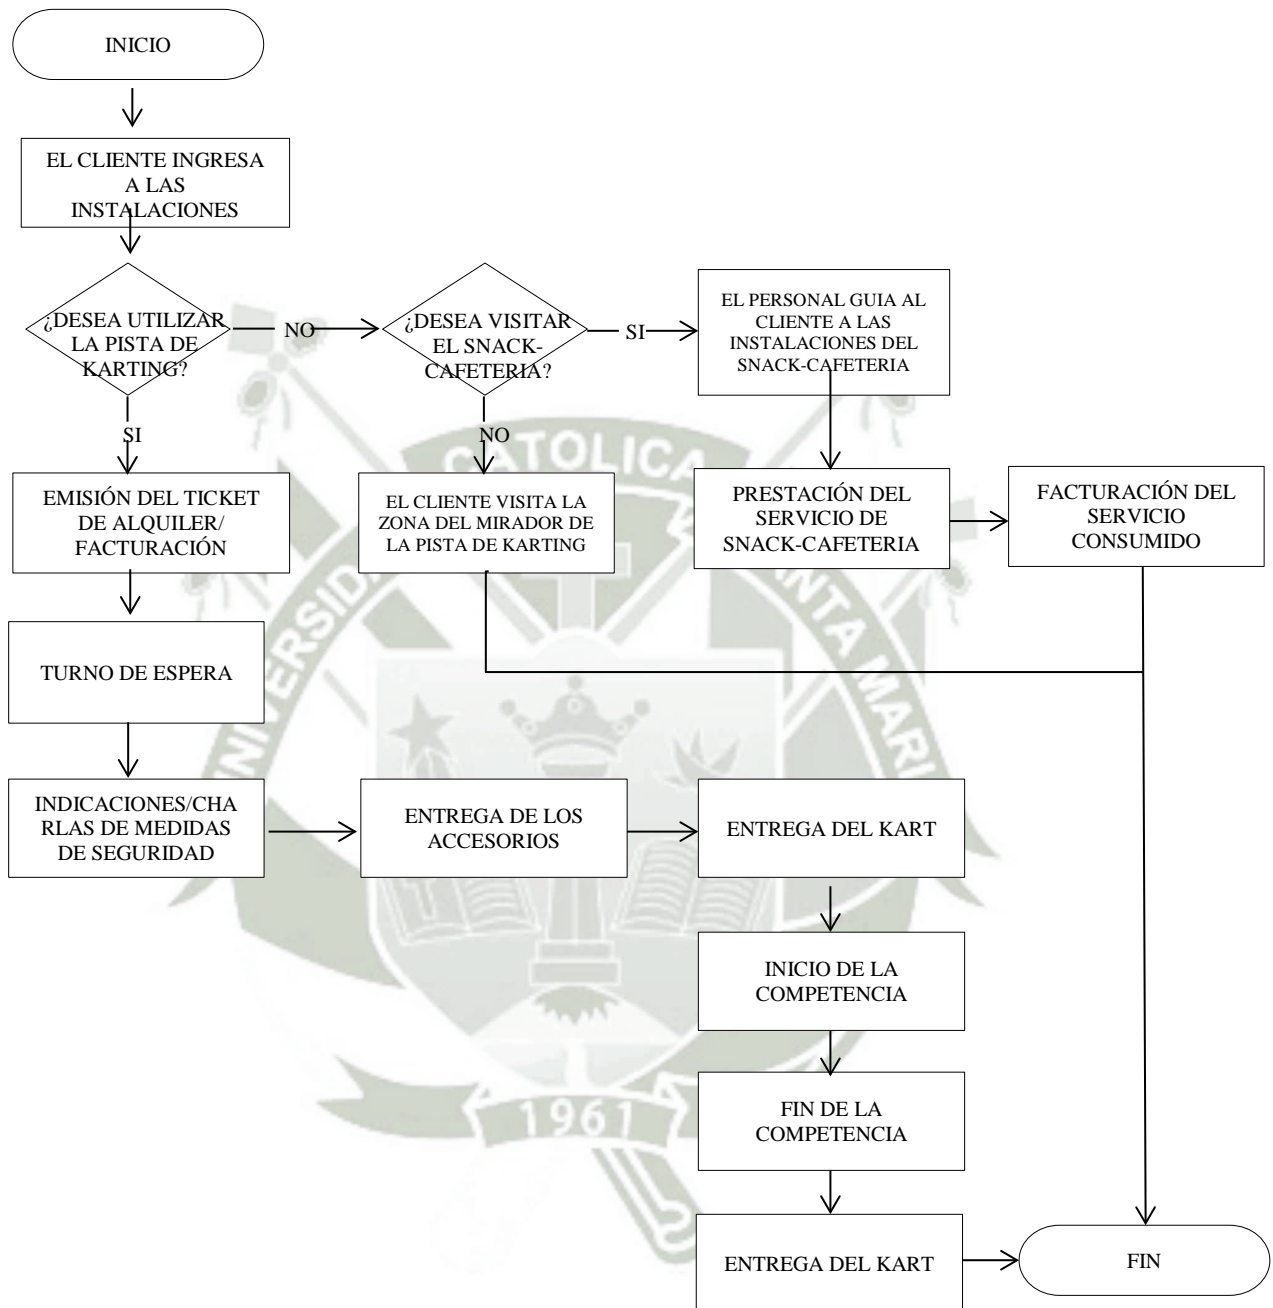 INICIO
EL CLIENTE INGRESA
A LAS
INSTALACIONES
¿DESEA UTILIZAR
LA PISTA DE
KARTING?
NO
¿DESEA VISITAR
EL SNACK-
CAFETERIA?
SI
EL PERSONAL GUIA AL
CLIENTE A LAS
INSTALACIONES DEL
SNACK-CAFETERIA
SI
NO
EMISIÓN DEL TICKET
DE ALQUILER/
FACTURACIÓN
EL CLIENTE VISITA LA
ZONA DEL MIRADOR DE
LA PISTA DE KARTING
PRESTACIÓN DEL
SERVICIO DE
SNACK-CAFETERIA
FACTURACIÓN DEL
SERVICIO
CONSUMIDO
TURNO DE ESPERA
INDICACIONES/CHA
RLAS DE MEDIDAS
DE SEGURIDAD
ENTREGA DE LOS
ACCESORIOS
ENTREGA DEL KART
INICIO DE LA
COMPETENCIA
FIN DE LA
COMPETENCIA
ENTREGA DEL KART
FIN
CATOLICA
1961